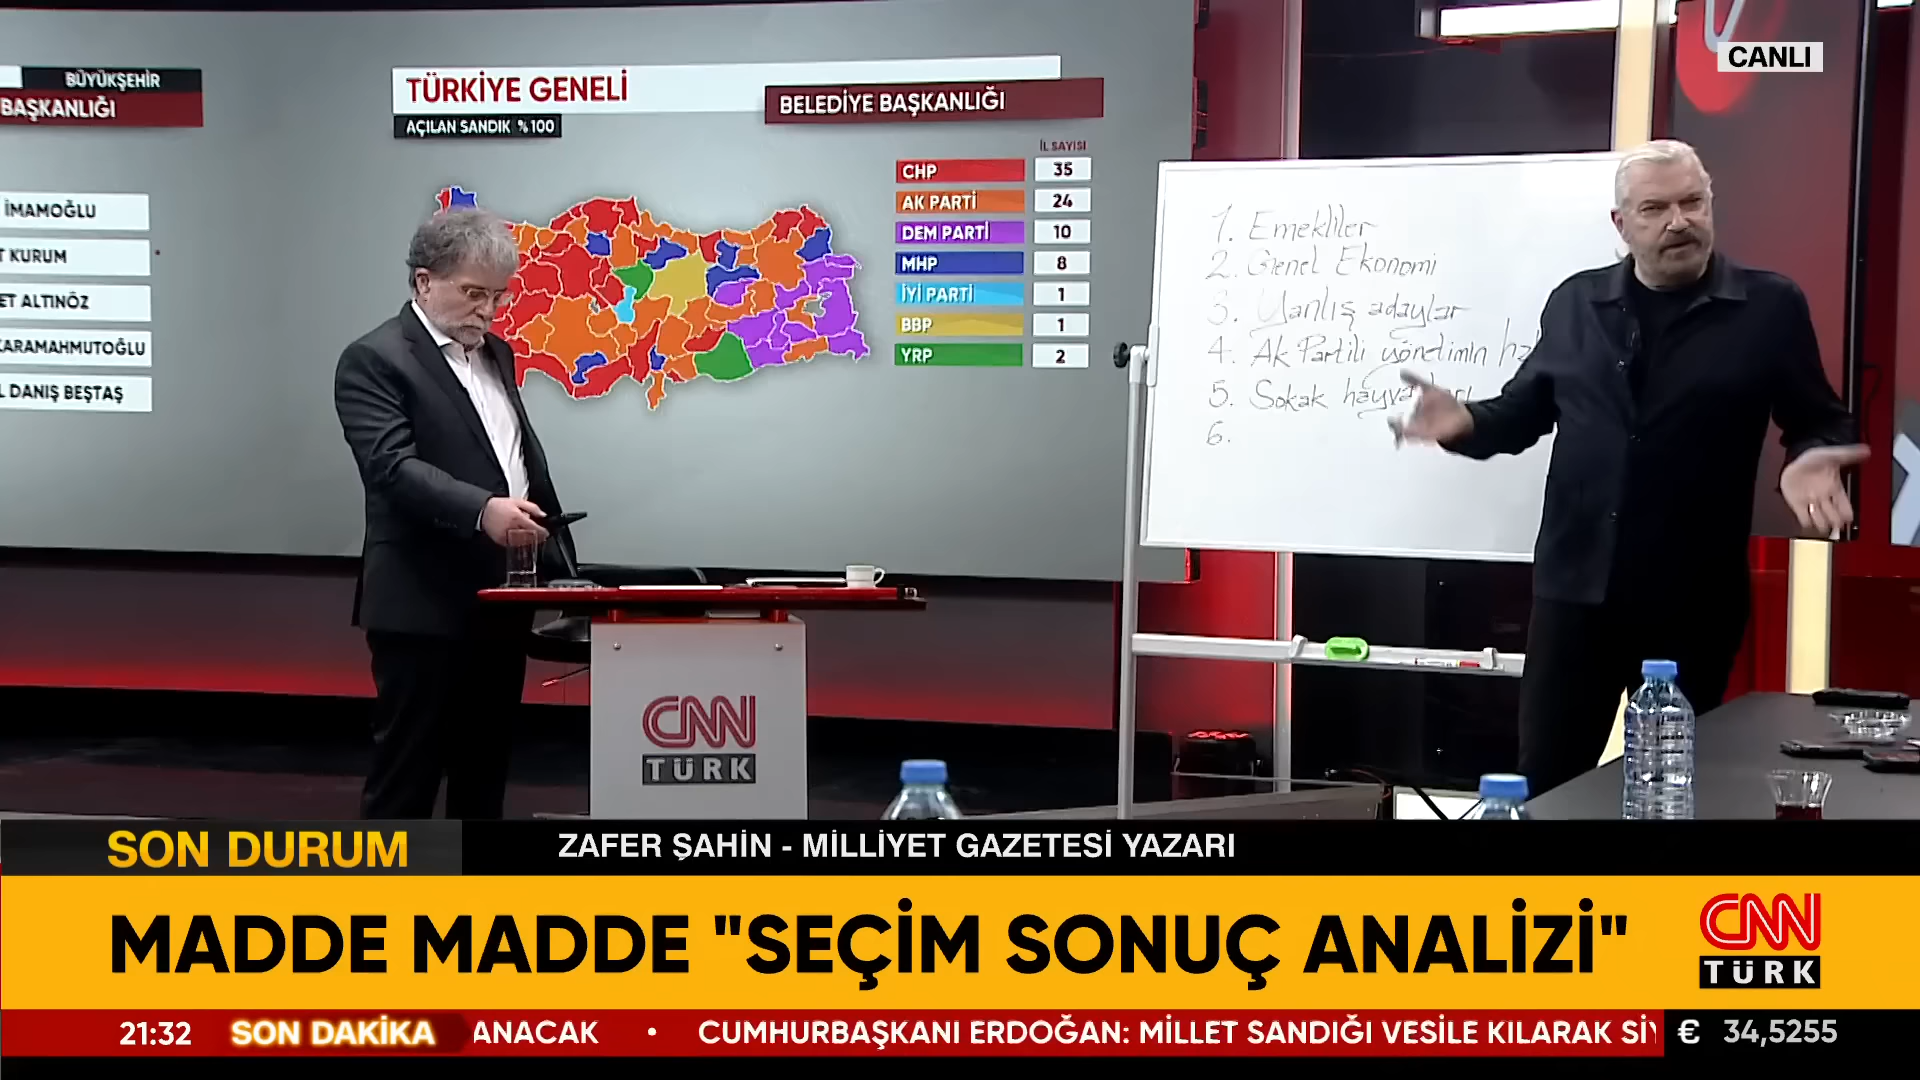 CANLI
BÜYÜKŞEHİR
BAŞKANLIĞI
İMAMOĞLU
T KURUM
ET ALTINÖZ
KARAMAHMUTOĞLU
L DANIŞ BEŞTAŞ
TÜRKİYE GENELİ
AÇILAN SANDIK %100
BELEDİYE BAŞKANLIĞI
İL SAYISI
CHP 35
AK PARTİ 24
DEM PARTİ 10
MHP 8
İYİ PARTİ 1
BBP 1
YRP 2
1. Emekliler
2. Genel Ekonomi
3. Yanlış adaylar
4. Ak Partili yönetimin
5. Sokak
6.
CNN
TÜRK
SON DURUM
ZAFER ŞAHİN - MİLLİYET GAZETESİ YAZARI
MADDE MADDE "SEÇİM SONUÇ ANALİZİ"
CNN
TÜRK
21:32 SON DAKİKA ANACAK • CUMHURBAŞKANI ERDOĞAN: MİLLET SANDIĞI VESİLE KILARAK Sİ
€ 34,5255